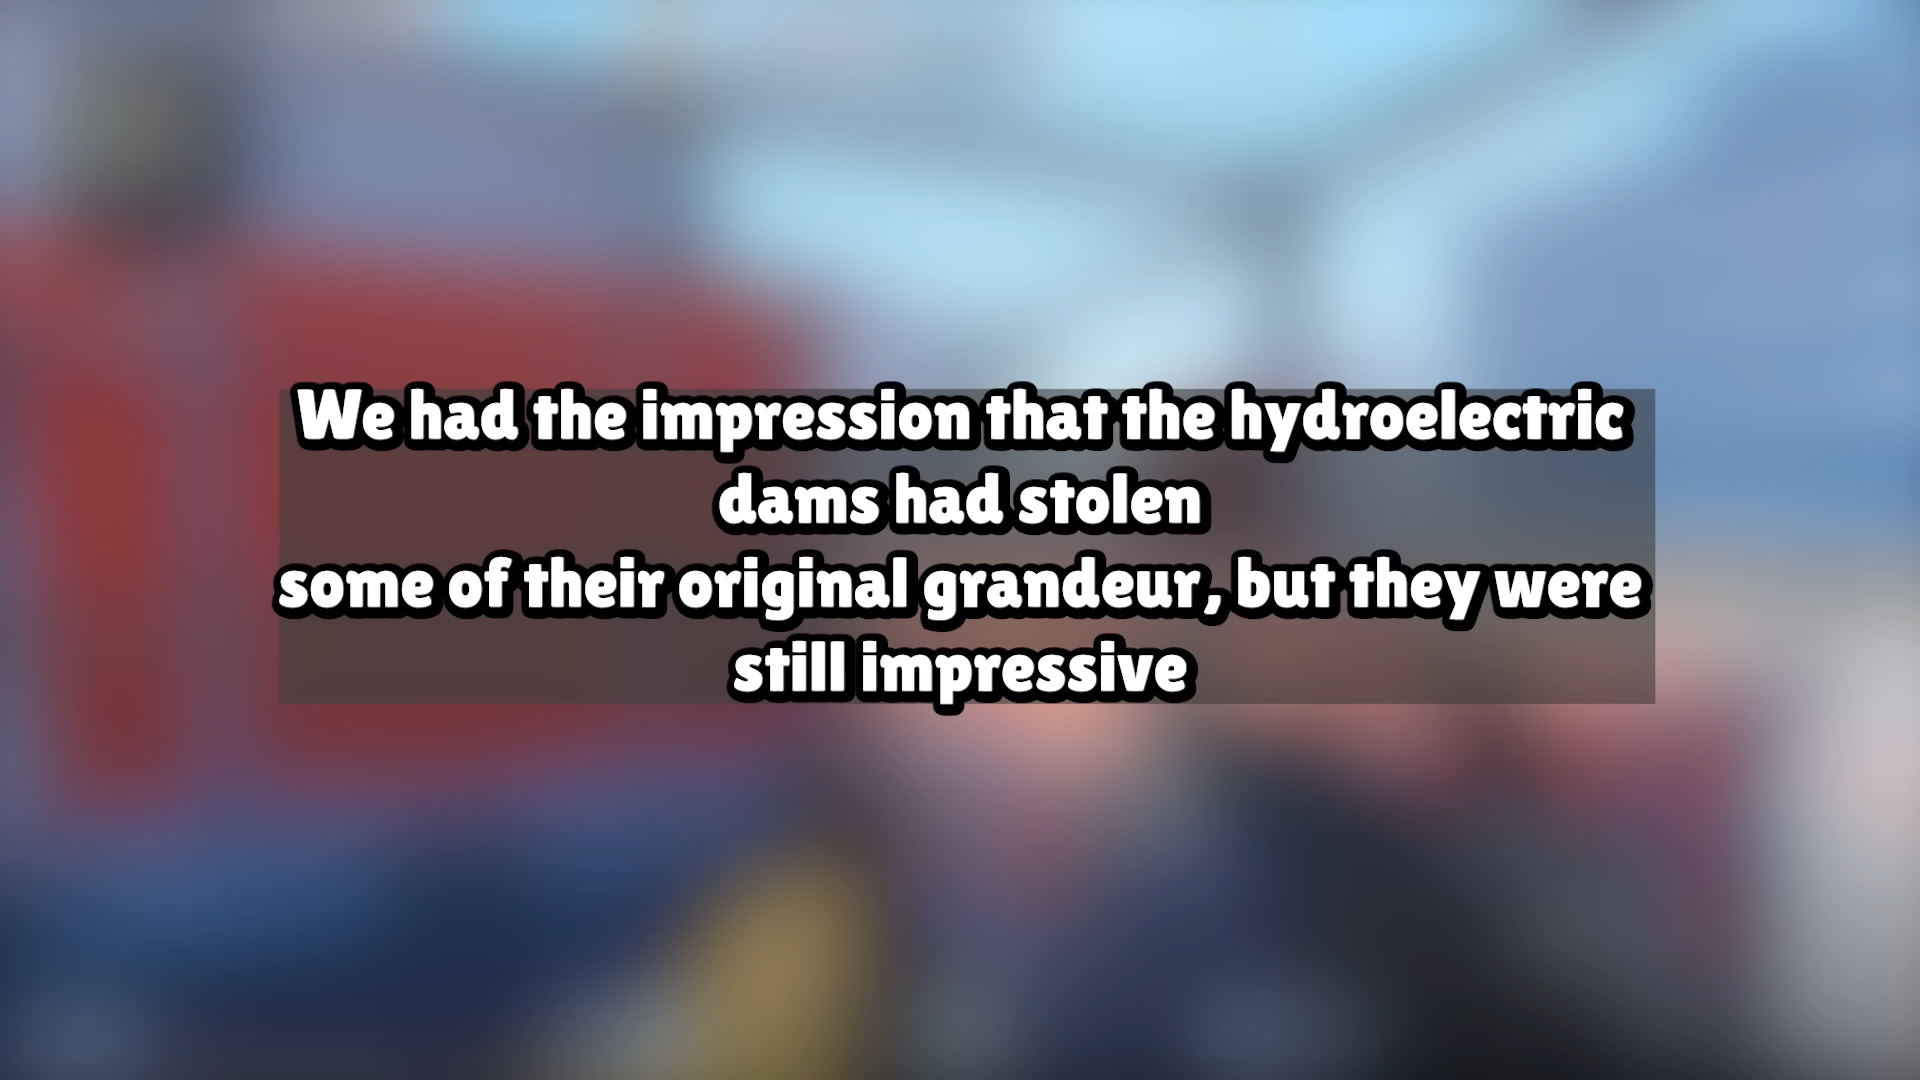 We had the impression that the hydroelectric
dams had stolen
some of their original grandeur, but they were
still impressive